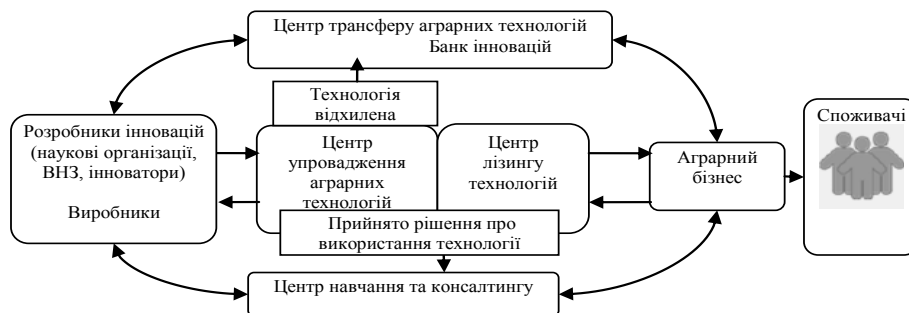 Центр трансферу аграрних технологій
Банк інновацій
Технологія
відхилена
Розробники інновацій
(наукові організації,
ВНЗ, інноватори)
Виробники
Центр
упровадження
аграрних
технологій
Центр
лізингу
технологій
Аграрний
бізнес
Споживачі
Прийнято рішення про
використання технології
Центр навчання та консалтингу